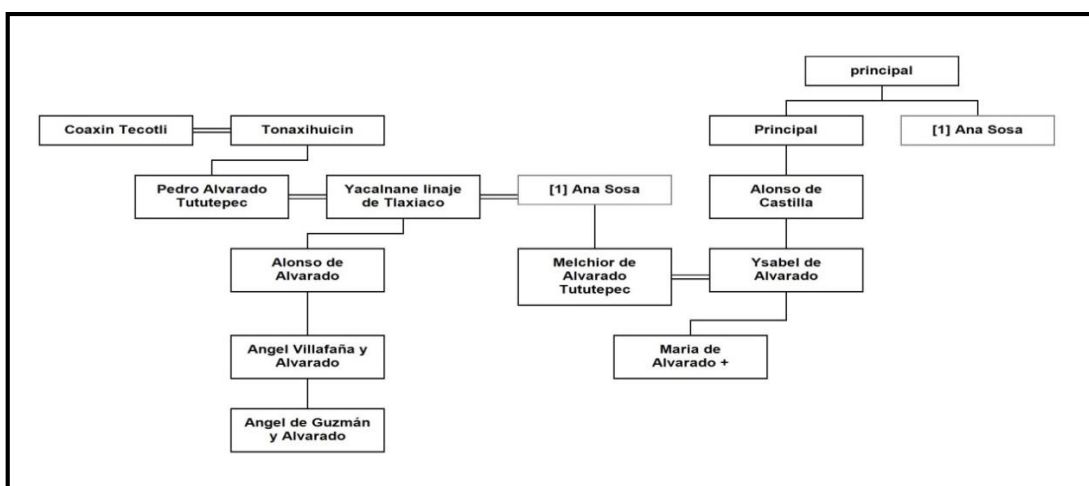 principal
Coaxin Tecotli
Tonaxihuicin
Principal
[1] Ana Sosa
Pedro Alvarado
Tututepec
Yacalnane linaje
de Tlaxiaco
[1] Ana Sosa
Alonso de
Castilla
Alonso de
Alvarado
Melchior de
Alvarado
Tututepec
Ysabel de
Alvarado
Angel Villafaña y
Alvarado
Maria de
Alvarado +
Angel de Guzmán
y Alvarado